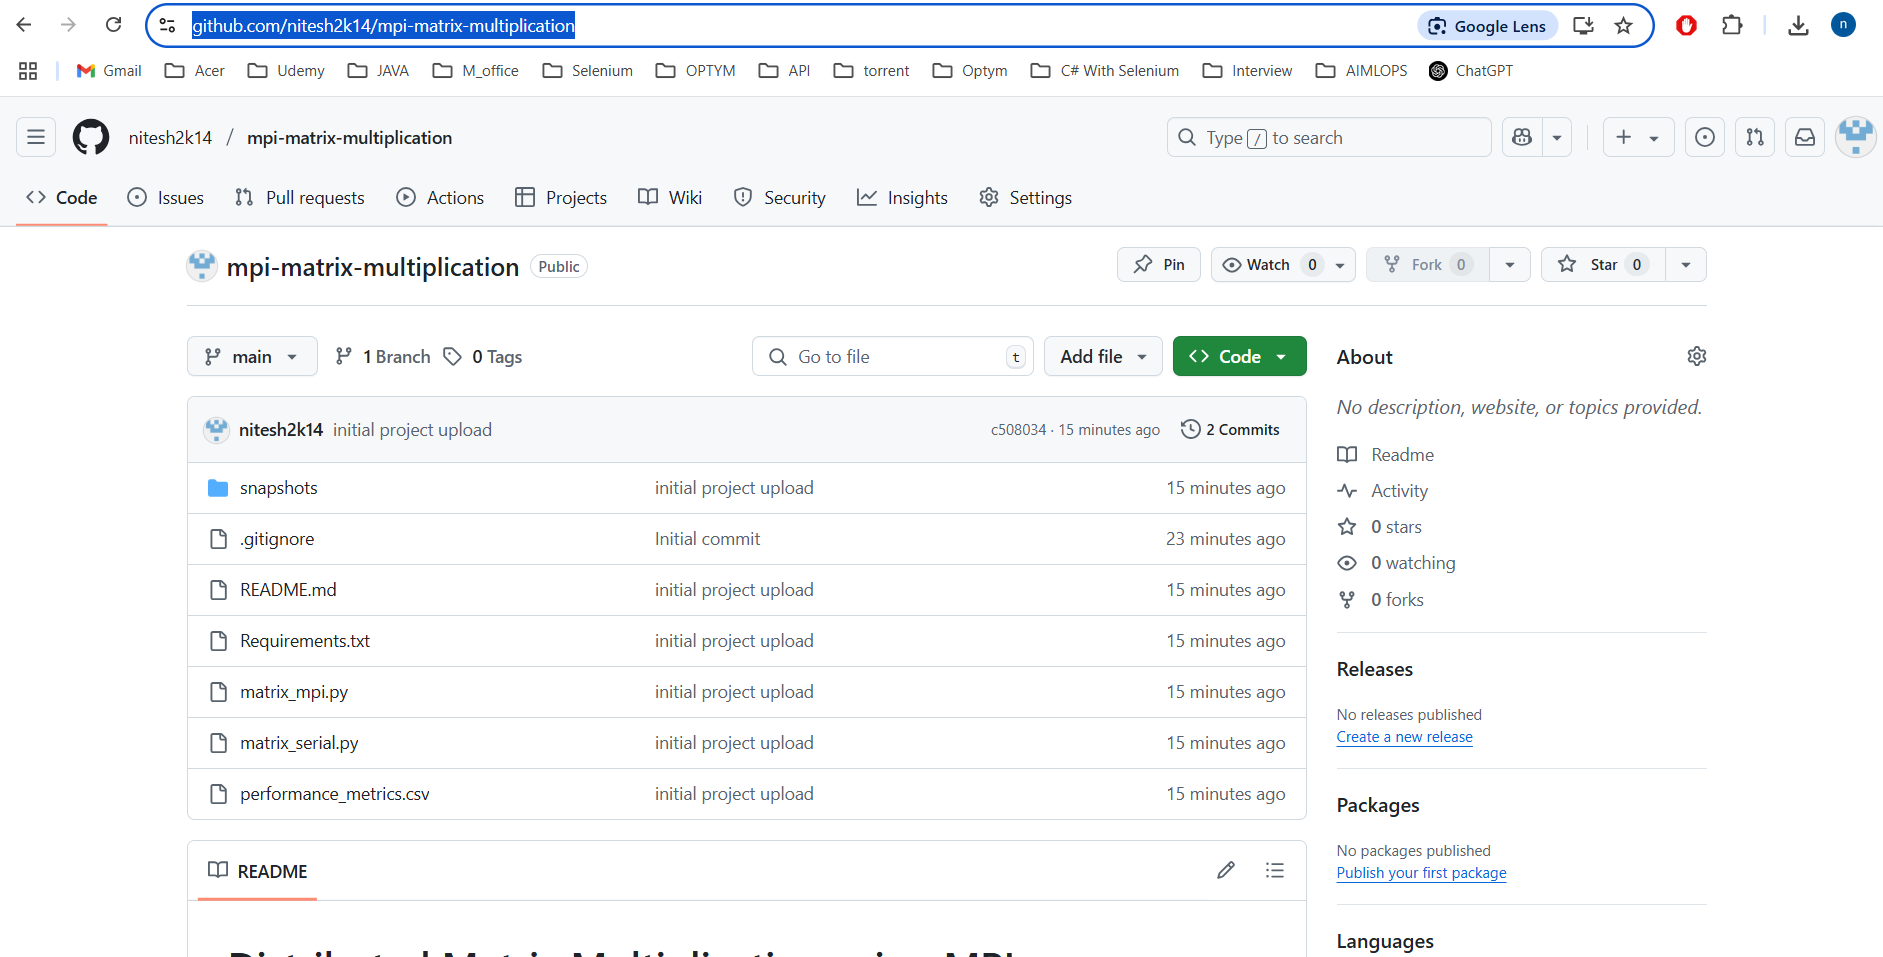 github.com/nitesh2k14/mpi-matrix-multiplication Google Lens n
Gmail Acer Udemy JAVA M_office Selenium OPTYM API torrent Optym C# With Selenium Interview AIMLOPS ChatGPT
nitesh2k14 / mpi-matrix-multiplication Type / to search
Code Issues Pull requests Actions Projects Wiki Security Insights Settings
mpi-matrix-multiplication Public Pin Watch 0 Fork 0 Star 0
main 1 Branch 0 Tags Go to file t Add file Code
About
No description, website, or topics provided.
nitesh2k14 initial project upload c508034 · 15 minutes ago 2 Commits
Readme
snapshots initial project upload 15 minutes ago
Activity
0 stars
.gitignore Initial commit 23 minutes ago
0 watching
README.md initial project upload 15 minutes ago
0 forks
Requirements.txt initial project upload 15 minutes ago
Releases
matrix_mpi.py initial project upload 15 minutes ago
No releases published
Create a new release
matrix_serial.py initial project upload 15 minutes ago
Packages
performance_metrics.csv initial project upload 15 minutes ago
No packages published
Publish your first package
README
Languages
Distributed Matrix Multiplication using MPI